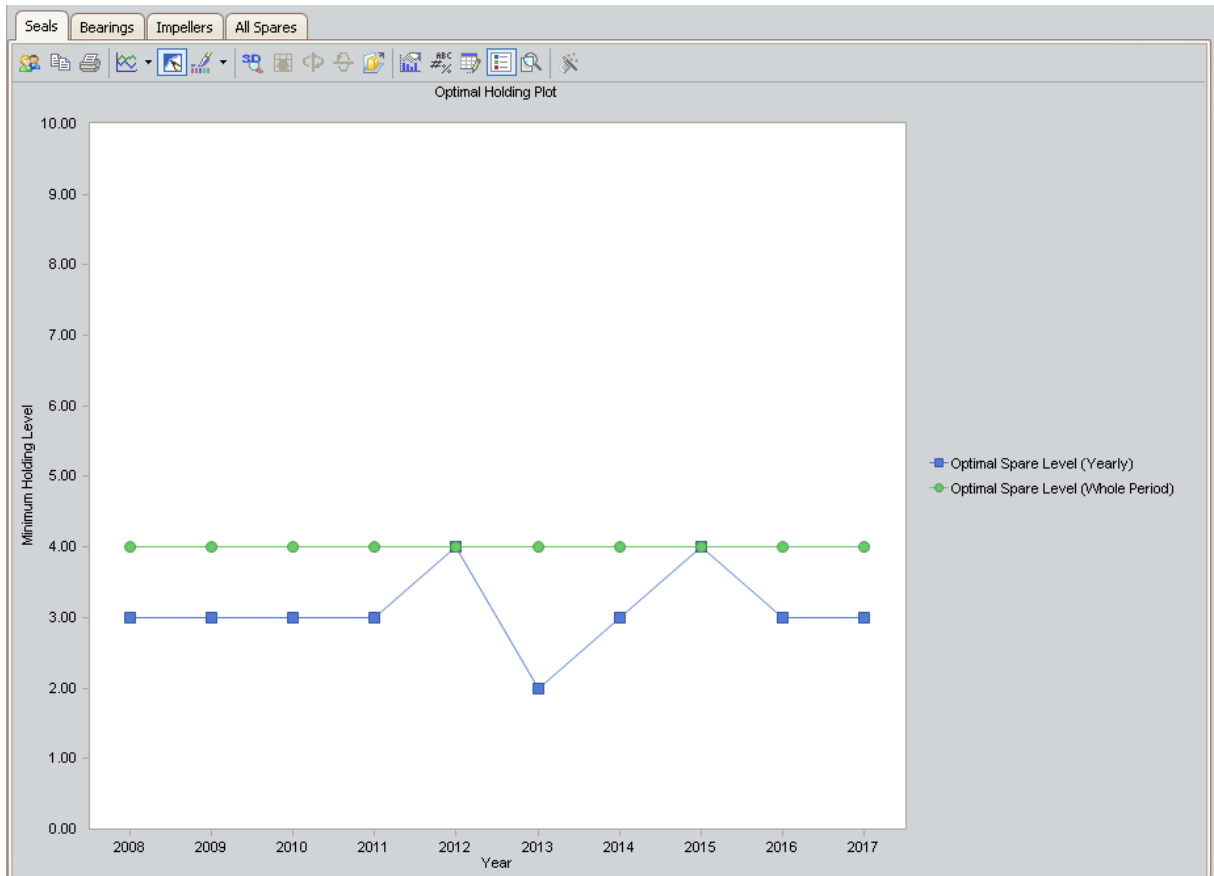 Seals Bearings Impellers All Spares
3D ABC #%
Optimal Holding Plot
10.00
9.00
8.00
7.00
6.00
5.00
4.00
3.00
2.00
1.00
0.00
Minimum Holding Level
2008 2009 2010 2011 2012 2013 2014 2015 2016 2017
Year
Optimal Spare Level (Yearly)
Optimal Spare Level (Whole Period)